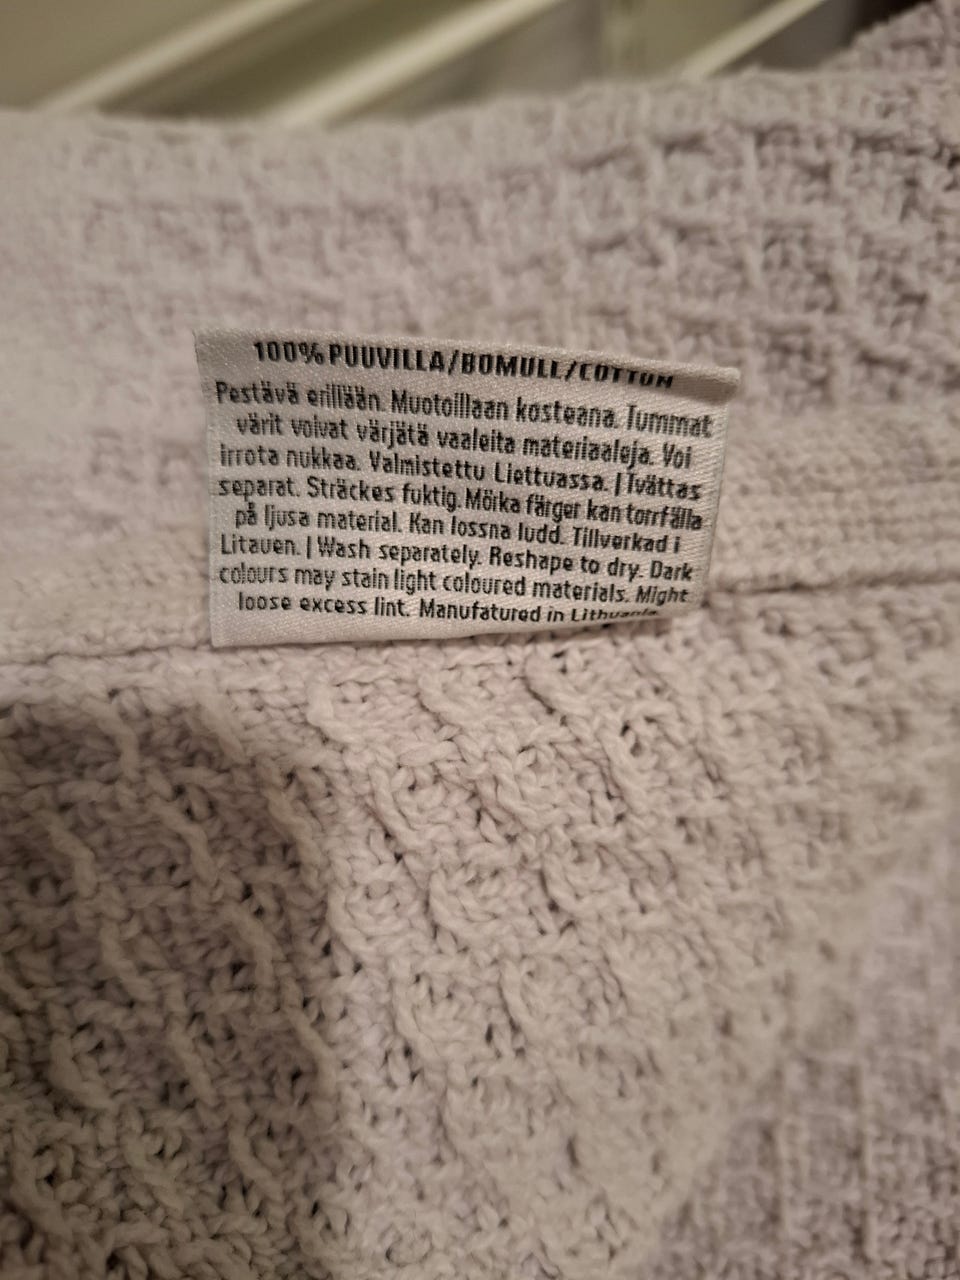 100% PUUVILLA/BOMULL/COTTON
Pestävä erillään. Muotoillaan kosteana. Tummat
värit voivat värjätä vaaleita materiaaleja. Voi
irrota nukkaa. Valmistettu Liettuassa. | Tvättas
separat. Sträckes fuktig. Mörka färger kan torrfälla
på ljusa material. Kan lossna ludd. Tillverkad i
Litauen. | Wash separately. Reshape to dry. Dark
colours may stain light coloured materials. Might
loose excess lint. Manufatured in Lithuania